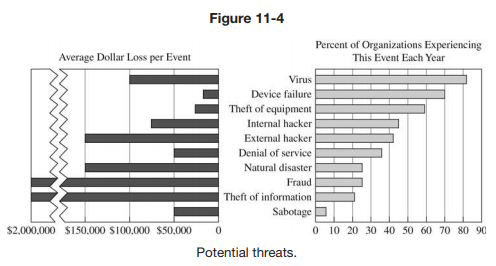 Figure 11-4
Average Dollar Loss per Event
Percent of Organizations Experiencing
This Event Each Year
Virus
Device failure
Theft of equipment
Internal hacker
External hacker
Denial of service
Natural disaster
Fraud
Theft of information
Sabotage
$2,000,000 $150,000 $100,000 $50,000 0
0 10 20 30 40 50 60 70 80 90
Potential threats.